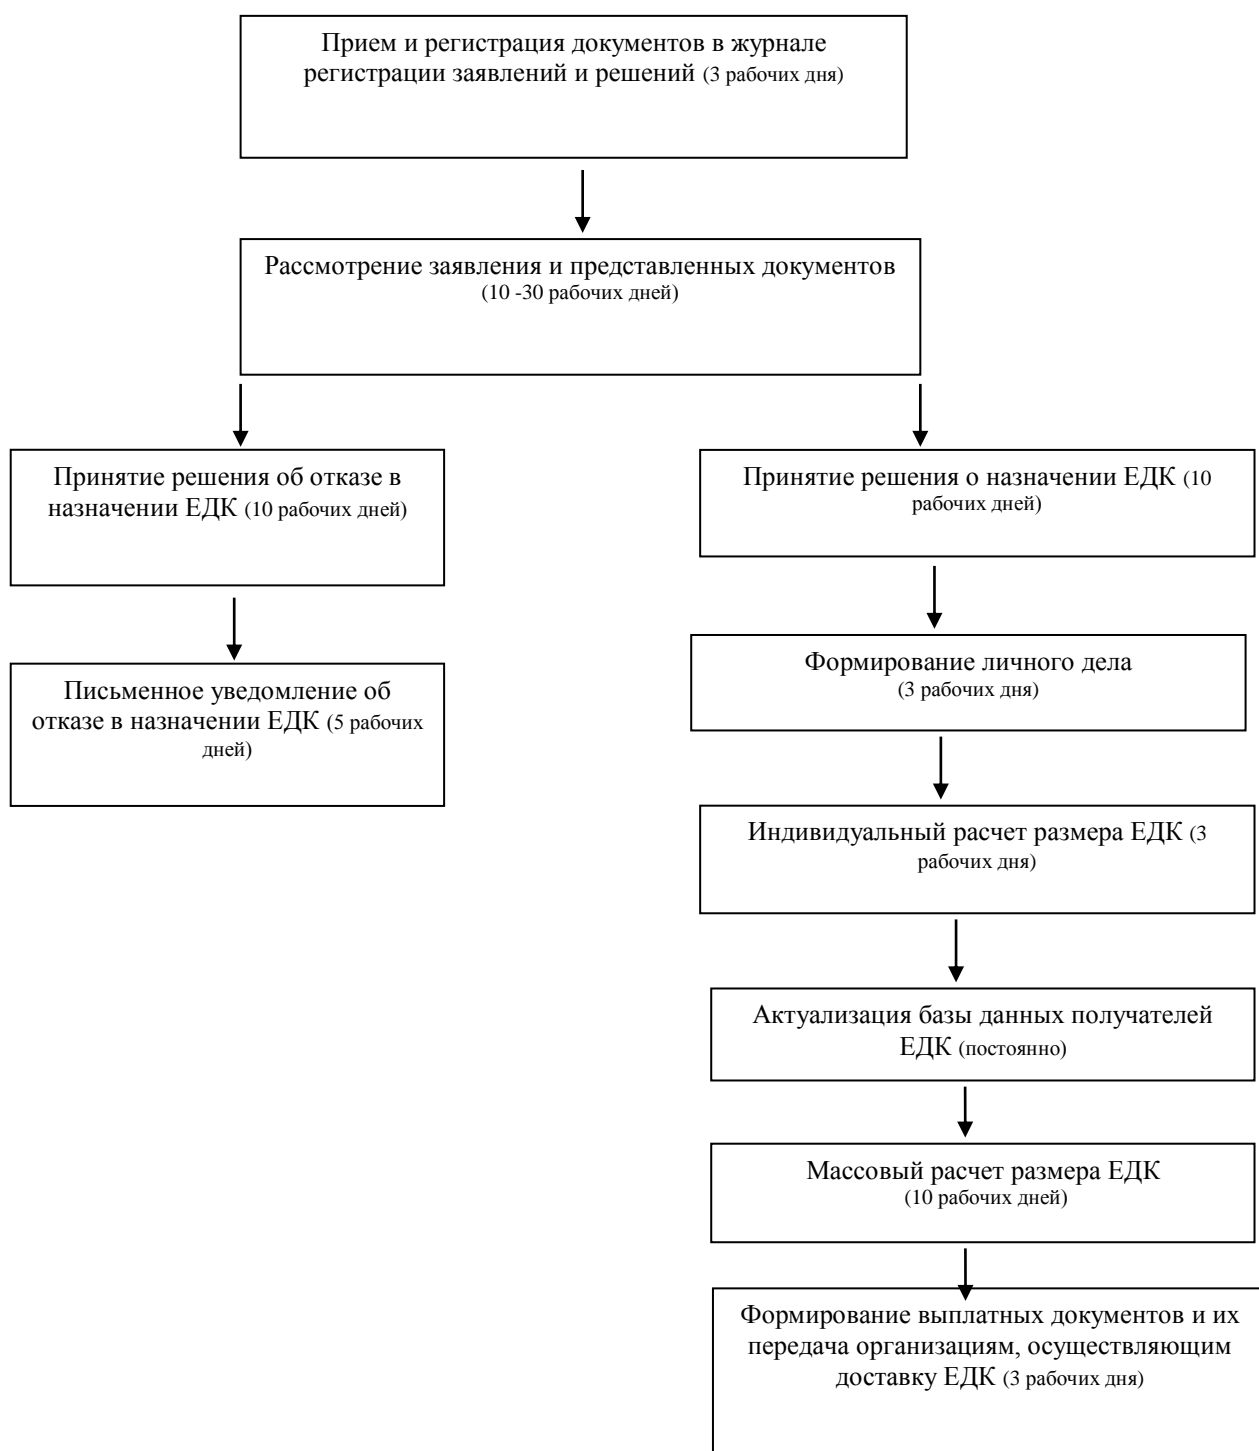 Прием и регистрация документов в журнале
регистрации заявлений и решений (3 рабочих дня)
Рассмотрение заявления и представленных документов
(10 -30 рабочих дней)
Принятие решения об отказе в
назначении ЕДК (10 рабочих дней)
Принятие решения о назначении ЕДК (10
рабочих дней)
Письменное уведомление об
отказе в назначении ЕДК (5 рабочих
дней)
Формирование личного дела
(3 рабочих дня)
Индивидуальный расчет размера ЕДК (3
рабочих дня)
Актуализация базы данных получателей
ЕДК (постоянно)
Массовый расчет размера ЕДК
(10 рабочих дней)
Формирование выплатных документов и их
передача организациям, осуществляющим
доставку ЕДК (3 рабочих дня)